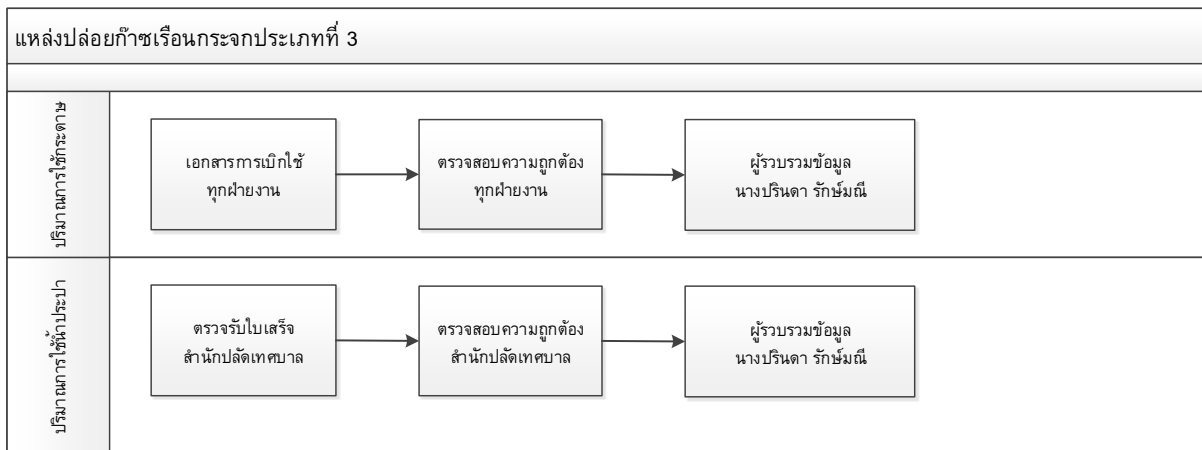 แหล่งปล่อยก๊าซเรือนกระจกประเภทที่ 3
ปริมาณการใช้กระดาษ
เอกสารการเบิกใช้
ทุกฝ่ายงาน
ตรวจสอบความถูกต้อง
ทุกฝ่ายงาน
ผู้รวบรวมข้อมูล
นางปรินดา รักษ์มณี
ปริมาณการใช้น้ำประปา
ตรวจรับใบเสร็จ
สำนักปลัดเทศบาล
ตรวจสอบความถูกต้อง
สำนักปลัดเทศบาล
ผู้รวบรวมข้อมูล
นางปรินดา รักษ์มณี